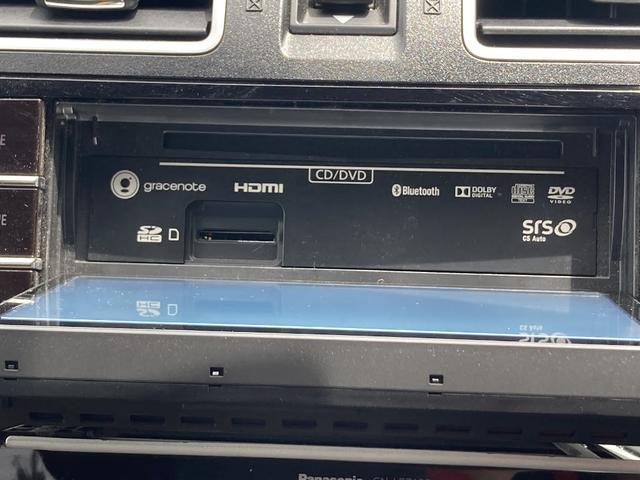 CD/DVD
gracenote HDMI Bluetooth DOLBY DIGITAL DVD VIDEO
SD HC SRS CS Auto
Panasonic